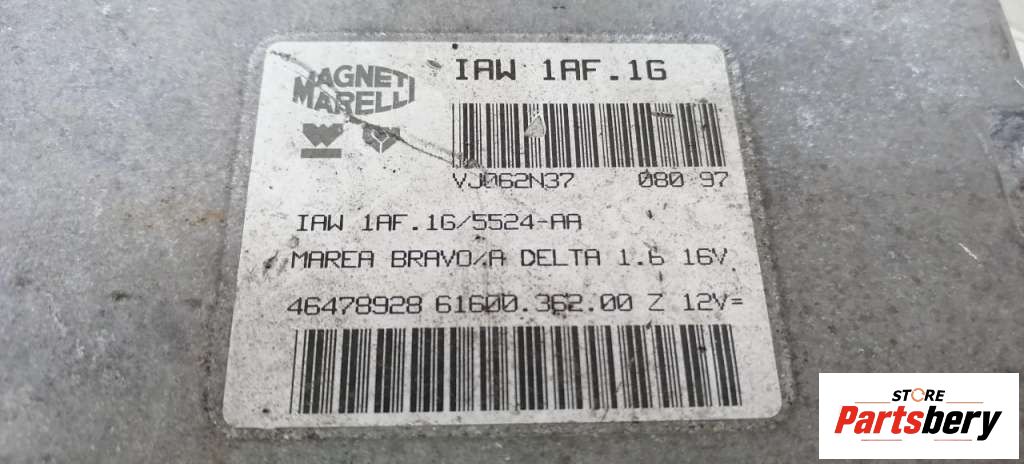 MAGNETI
MARELLI
IAW 1AF.16
VJ062N37 080 97
IAW 1AF.16/5524-AA
MAREA BRAVO/A DELTA 1.6 16V.
46478928 61600.362.00 Z 12V=
STORE
Partsbery